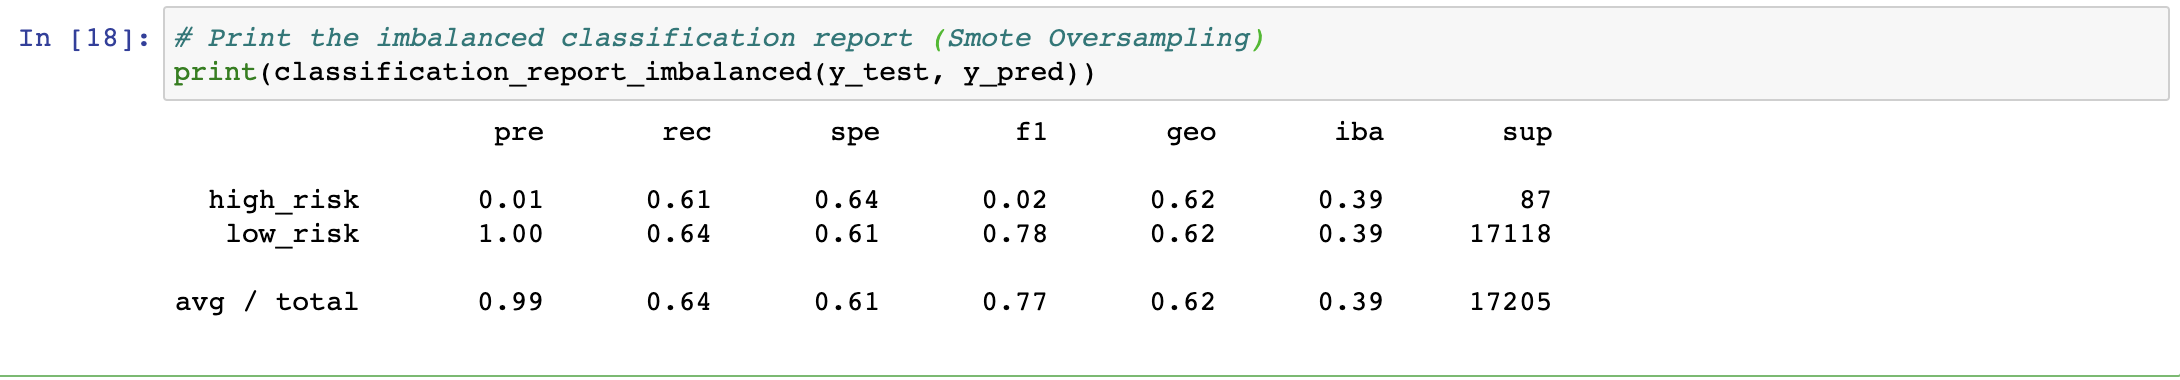 In [18]: # Print the imbalanced classification report (Smote Oversampling)
print(classification_report_imbalanced(y_test, y_pred))
pre rec spe f1 geo iba sup
high_risk 0.01 0.61 0.64 0.02 0.62 0.39 87
low_risk 1.00 0.64 0.61 0.78 0.62 0.39 17118
avg / total 0.99 0.64 0.61 0.77 0.62 0.39 17205